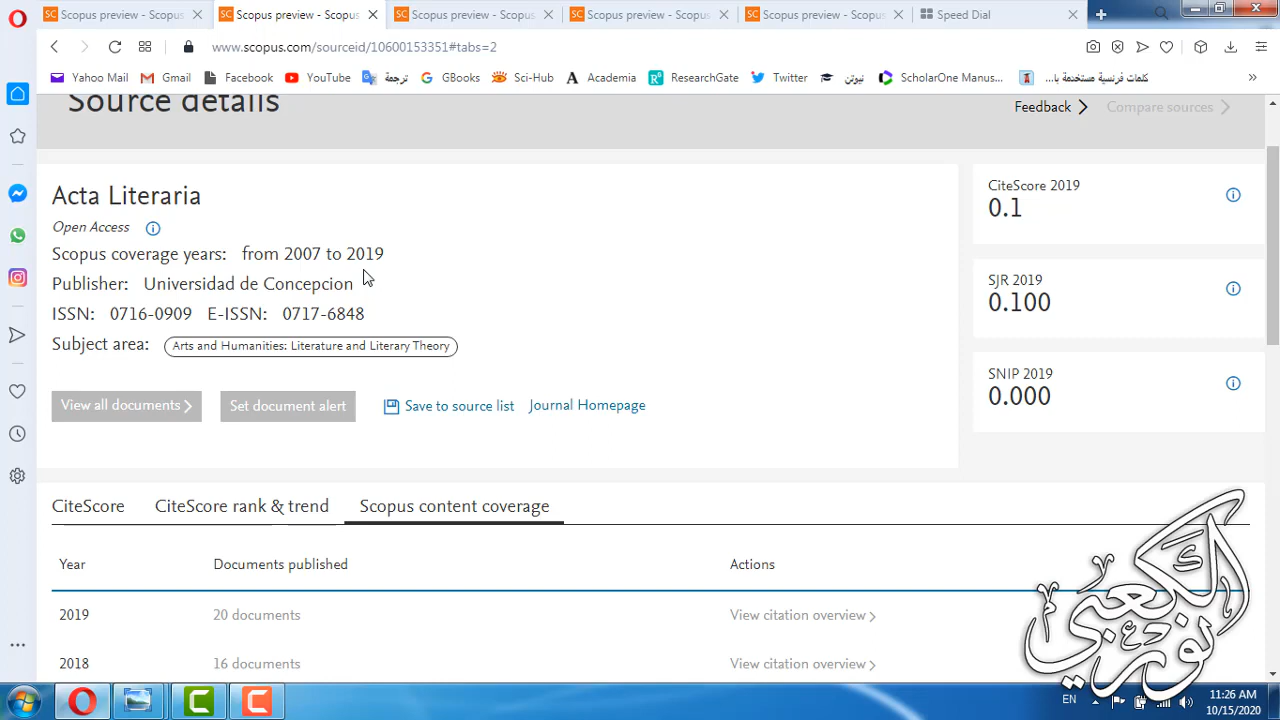 Scopus preview - Scopus
Scopus preview - Scopus
Scopus preview - Scopus
Scopus preview - Scopus
Scopus preview - Scopus
Speed Dial
www.scopus.com/sourceid/10600153351#tabs=2
Yahoo Mail
Gmail
Facebook
YouTube
ترجمة
GBooks
Sci-Hub
Academia
ResearchGate
Twitter
نيوتن
ScholarOne Manus...
كلمات فرنسية مستخدمة با...
Source details
Feedback
Compare sources
Acta Literaria
Open Access
Scopus coverage years: from 2007 to 2019
Publisher: Universidad de Concepcion
ISSN: 0716-0909 E-ISSN: 0717-6848
Subject area: Arts and Humanities: Literature and Literary Theory
View all documents
Set document alert
Save to source list
Journal Homepage
CiteScore 2019
0.1
SJR 2019
0.100
SNIP 2019
0.000
CiteScore
CiteScore rank & trend
Scopus content coverage
Year Documents published Actions
2019 20 documents View citation overview
2018 16 documents View citation overview
نوري الكعبي
EN
11:26 AM
10/15/2020